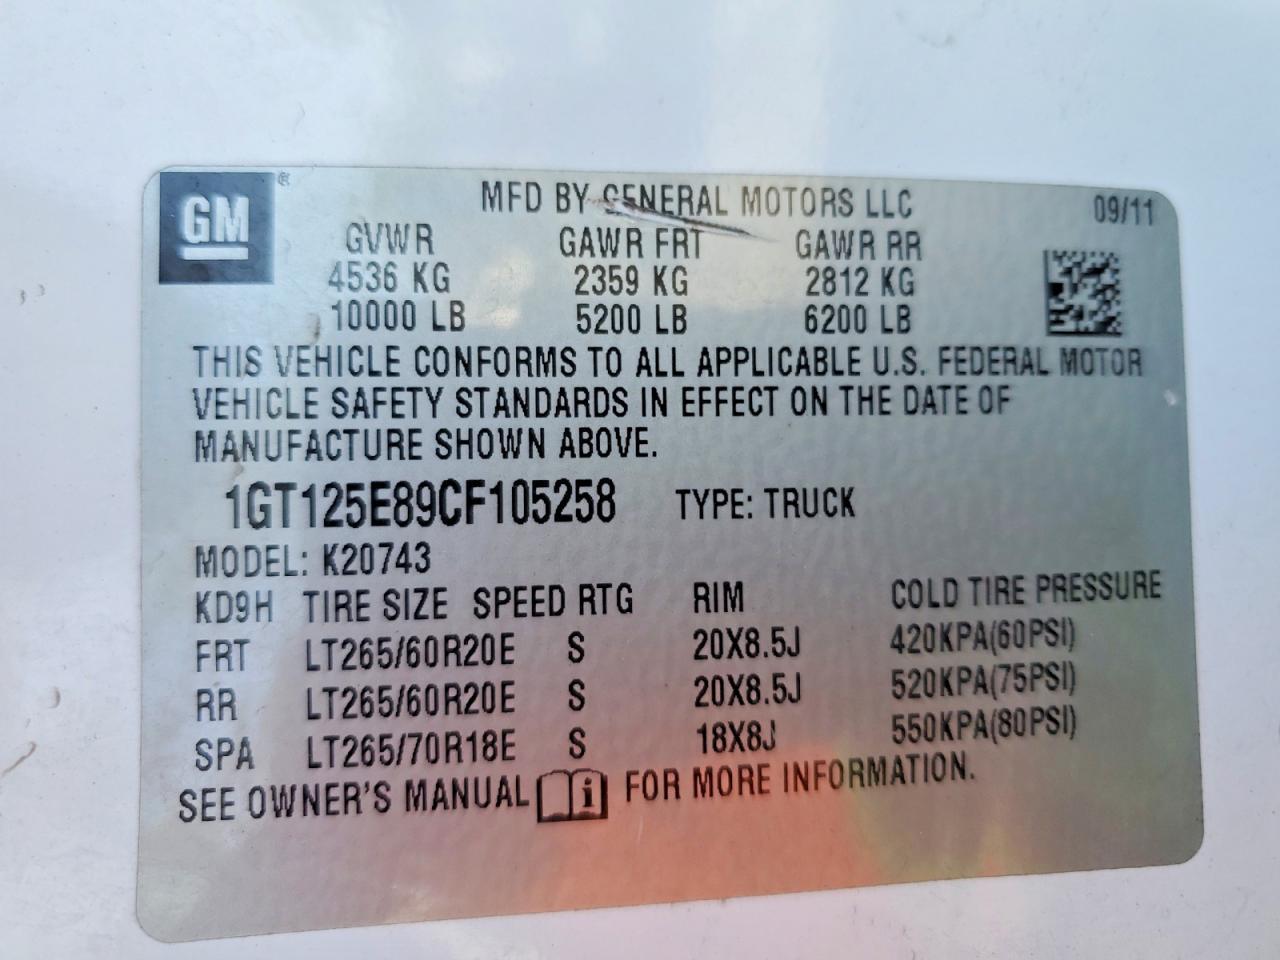 GM ®
MFD BY GENERAL MOTORS LLC 09/11
GVWR GAWR FRT GAWR RR
4536 KG 2359 KG 2812 KG
10000 LB 5200 LB 6200 LB
THIS VEHICLE CONFORMS TO ALL APPLICABLE U.S. FEDERAL MOTOR
VEHICLE SAFETY STANDARDS IN EFFECT ON THE DATE OF
MANUFACTURE SHOWN ABOVE.
1GT125E89CF105258 TYPE: TRUCK
MODEL: K20743
KD9H TIRE SIZE SPEED RTG RIM COLD TIRE PRESSURE
FRT LT265/60R20E S 20X8.5J 420KPA(60PSI)
RR LT265/60R20E S 20X8.5J 520KPA(75PSI)
SPA LT265/70R18E S 18X8J 550KPA(80PSI)
SEE OWNER'S MANUAL i FOR MORE INFORMATION.